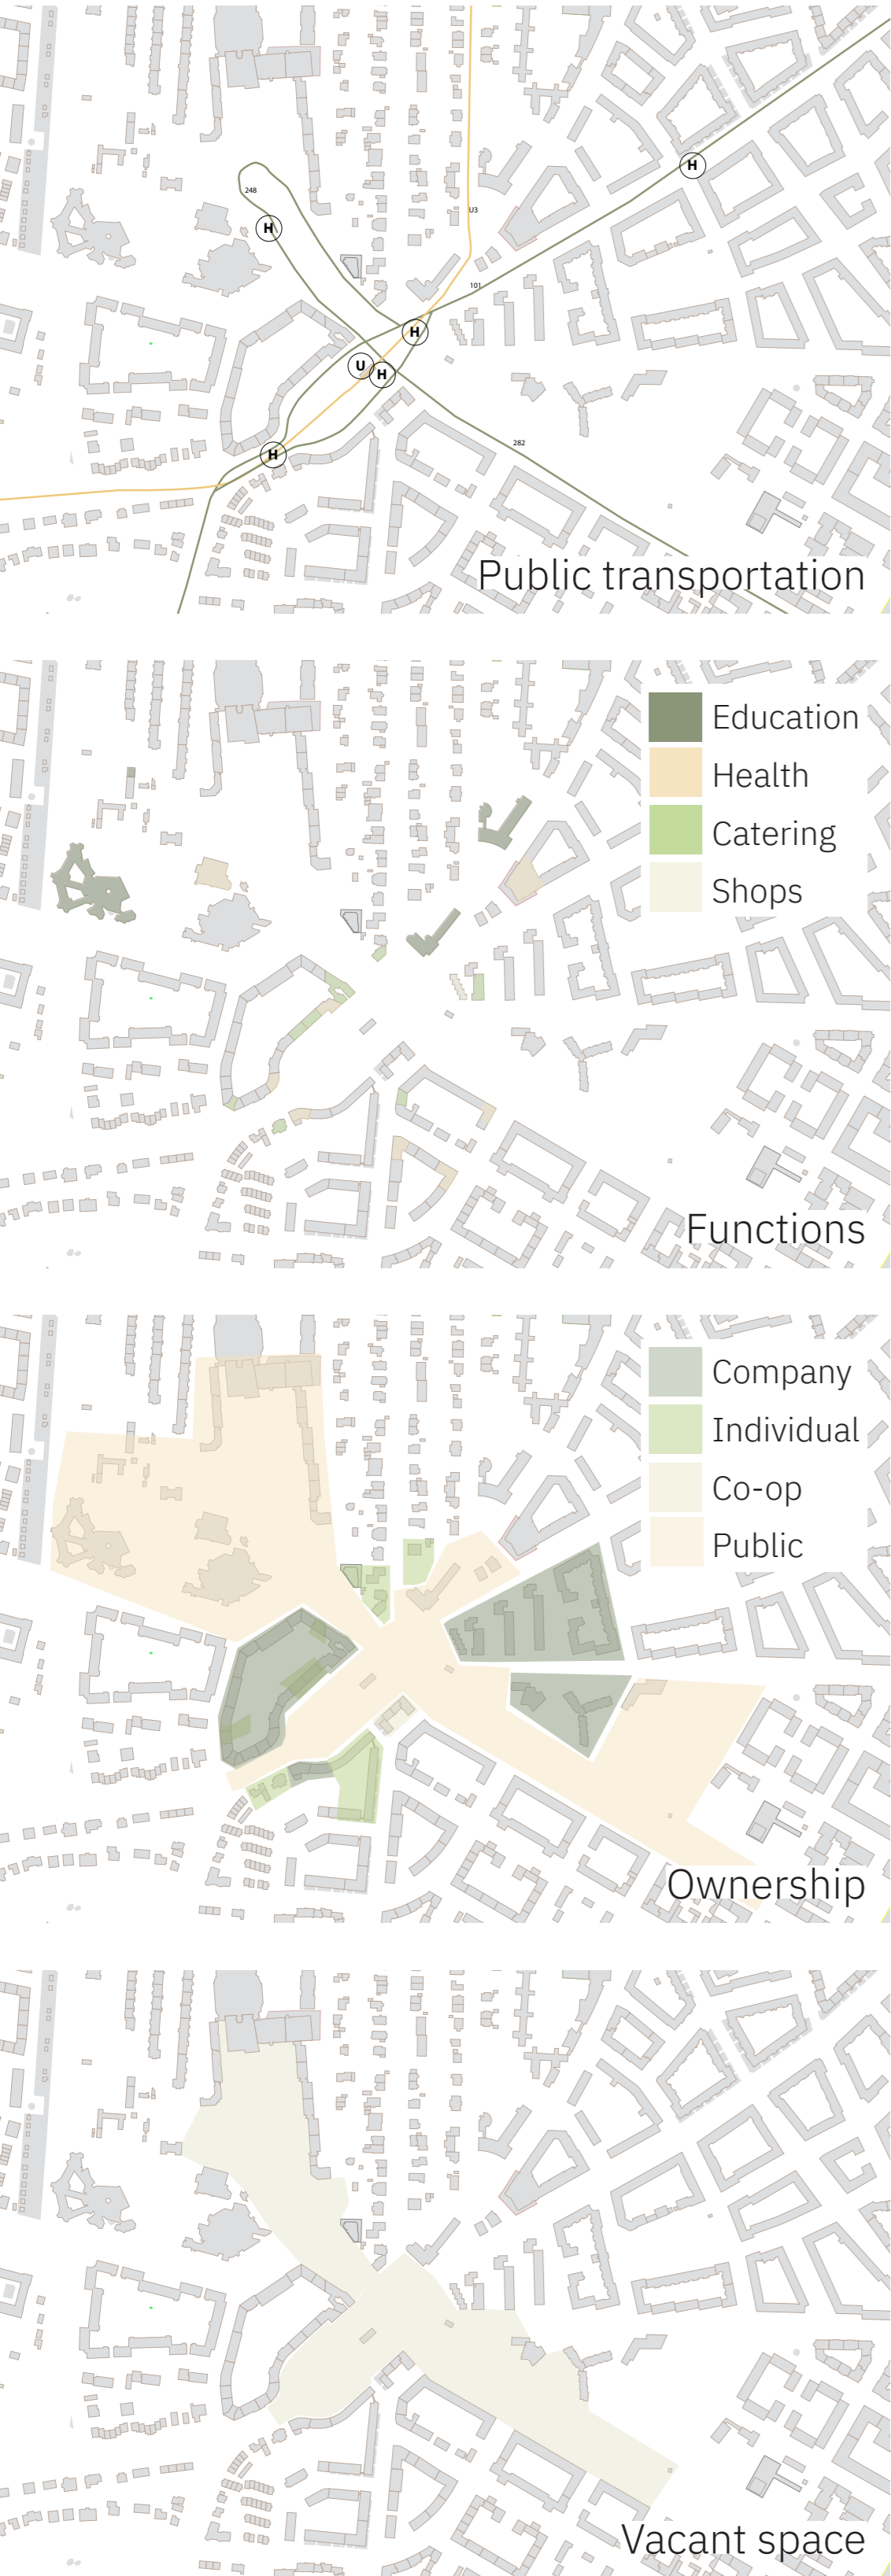 H
248
H
U3
101
H
U
H
282
H
Public transportation
Education
Health
Catering
Shops
Functions
Company
Individual
Co-op
Public
Ownership
Vacant space